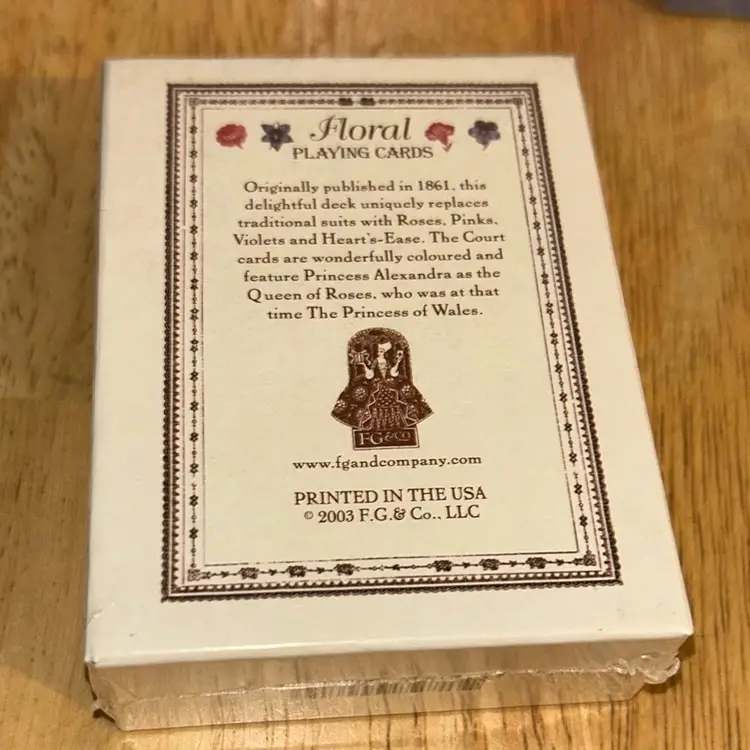 Floral
PLAYING CARDS
Originally published in 1861, this
delightful deck uniquely replaces
traditional suits with Roses, Pinks,
Violets and Heart's-Ease. The Court
cards are wonderfully coloured and
feature Princess Alexandra as the
Queen of Roses, who was at that
time The Princess of Wales.
FG&CO
www.fgandcompany.com
PRINTED IN THE USA
© 2003 F.G.& Co., LLC